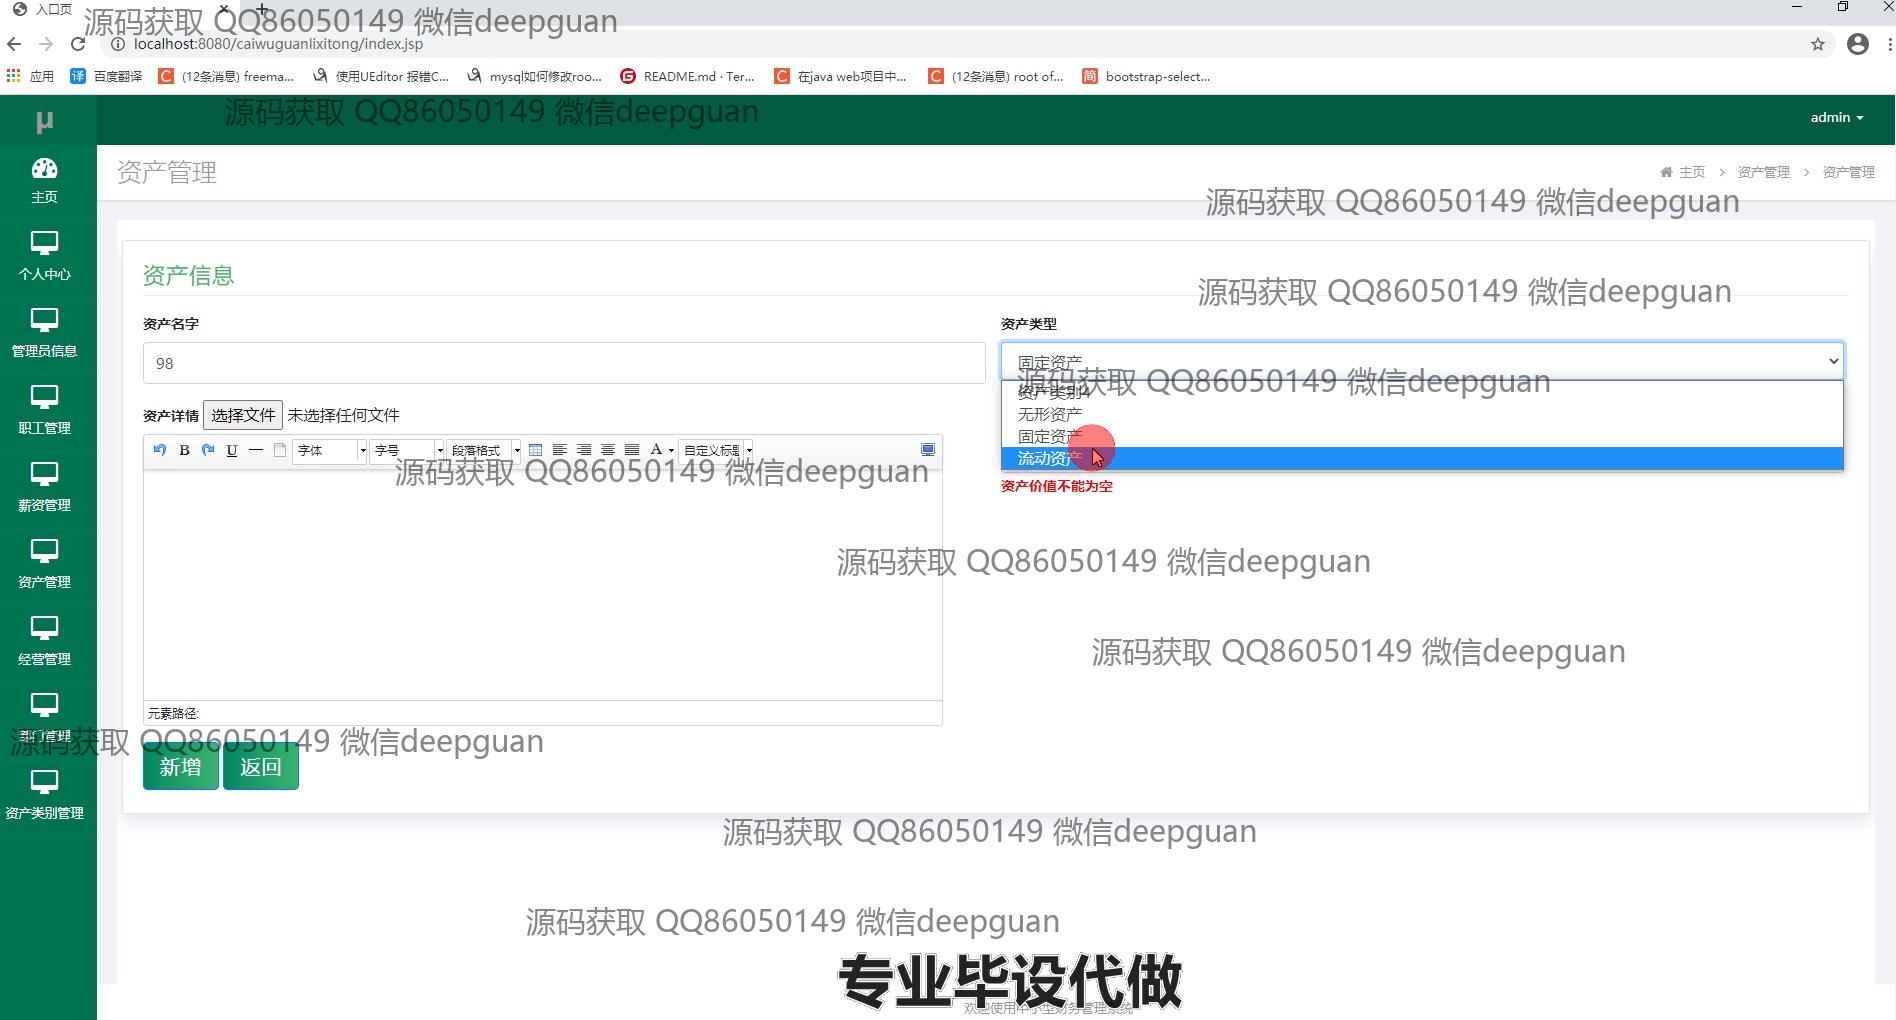 入口页
源码获取 QQ86050149 微信deepguan
localhost:8080/caiwuguanlixitong/index.jsp
应用 百度翻译 (12条消息) freema... 使用UEditor 报错C... mysql如何修改roo... README.md · Ter... 在java web项目中... (12条消息) root of... bootstrap-select...
源码获取 QQ86050149 微信deepguan
μ
admin
主页
资产管理
主页 > 资产管理 > 资产管理
源码获取 QQ86050149 微信deepguan
个人中心
资产信息
源码获取 QQ86050149 微信deepguan
资产名字
资产类型
管理员信息
98
固定资产
源码获取 QQ86050149 微信deepguan
资产类别4
无形资产
固定资产
流动资产
资产价值不能为空
资产详情 选择文件 未选择任何文件
职工管理
B U 字体 字号 段落格式 A 自定义标题
源码获取 QQ86050149 微信deepguan
薪资管理
源码获取 QQ86050149 微信deepguan
资产管理
源码获取 QQ86050149 微信deepguan
经营管理
元素路径:
部门管理
源码获取 QQ86050149 微信deepguan
新增 返回
资产类别管理
源码获取 QQ86050149 微信deepguan
源码获取 QQ86050149 微信deepguan
专业毕设代做
欢迎使用中小型财务管理系统